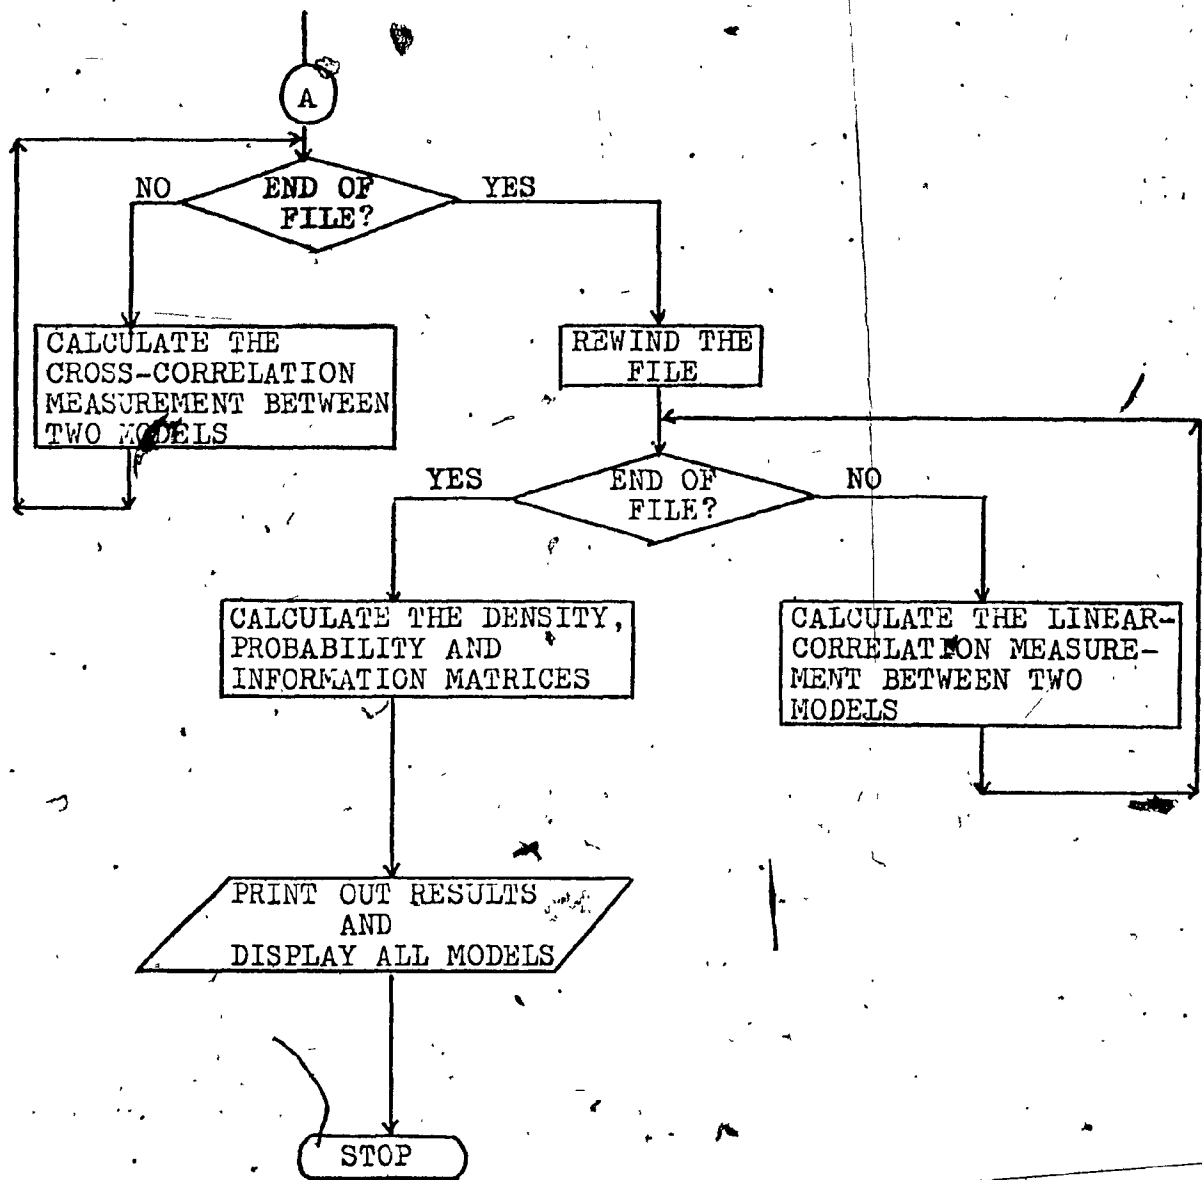 A
NO
END OF
FILE?
YES
CALCULATE THE
CROSS-CORRELATION
MEASUREMENT BETWEEN
TWO MODELS
REWIND THE
FILE
YES
END OF
FILE?
NO
CALCULATE THE DENSITY,
PROBABILITY AND
INFORMATION MATRICES
CALCULATE THE LINEAR-
CORRELATION MEASURE-
MENT BETWEEN TWO
MODELS
PRINT OUT RESULTS
AND
DISPLAY ALL MODELS
STOP